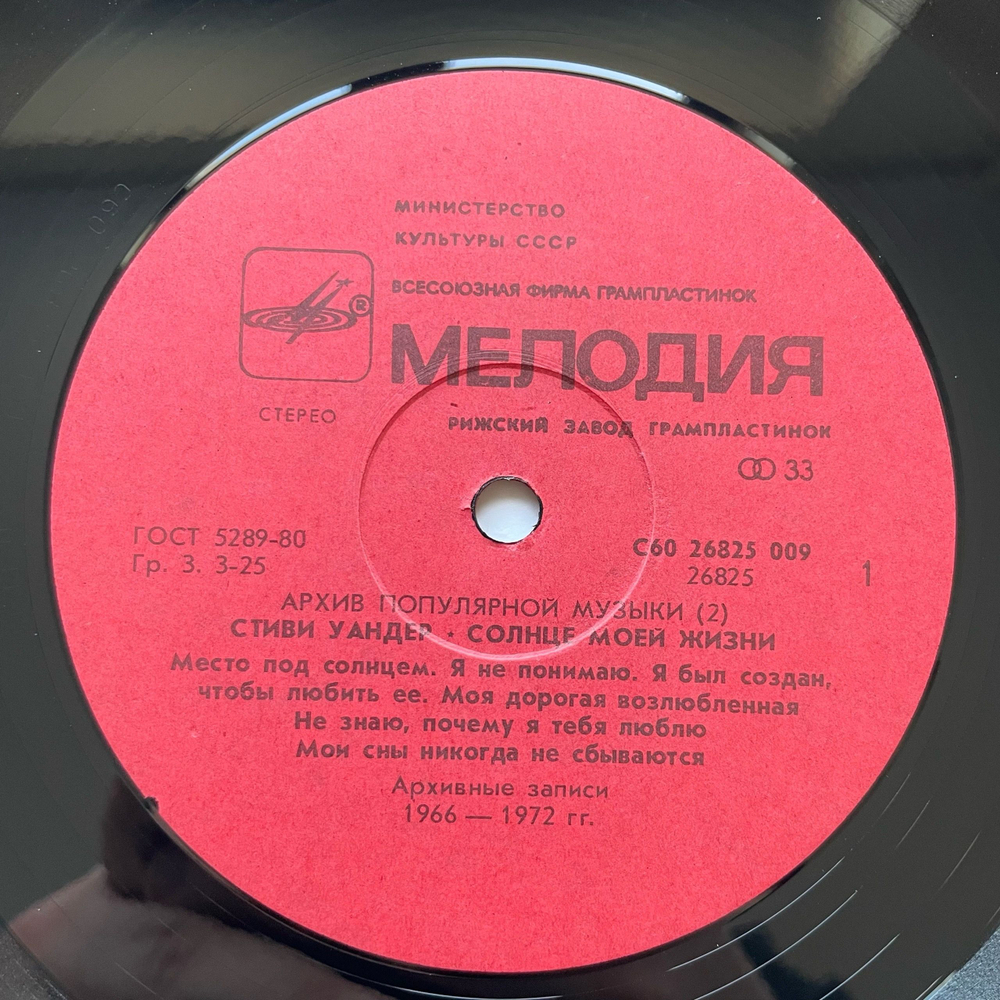 МИНИСТЕРСТВО
КУЛЬТУРЫ СССР
ВСЕСОЮЗНАЯ ФИРМА ГРАМПЛАСТИНОК
®
МЕЛОДИЯ
СТЕРЕО
РИЖСКИЙ ЗАВОД ГРАМПЛАСТИНОК
33
ГОСТ 5289-80
Гр. 3. 3-25
С60 26825 009
26825
1
АРХИВ ПОПУЛЯРНОЙ МУЗЫКИ (2)
СТИВИ УАНДЕР · СОЛНЦЕ МОЕЙ ЖИЗНИ
Место под солнцем. Я не понимаю. Я был создан,
чтобы любить ее. Моя дорогая возлюбленная
Не знаю, почему я тебя люблю
Мои сны никогда не сбываются
Архивные записи
1966 — 1972 гг.